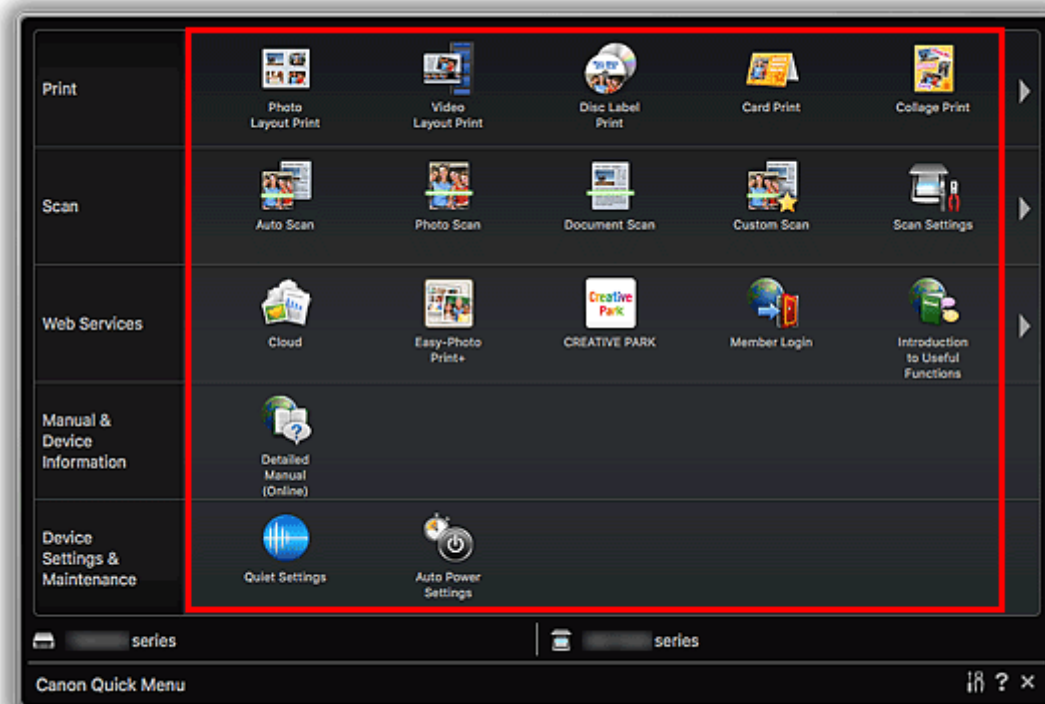 Print
Photo
Layout Print
Video
Layout Print
Disc Label
Print
Card Print
Collage Print
Scan
Auto Scan
Photo Scan
Document Scan
Custom Scan
Scan Settings
Web Services
Cloud
Easy-Photo
Print+
Creative
Park
CREATIVE PARK
Member Login
Introduction
to Useful
Functions
Manual &
Device
Information
Detailed
Manual
(Online)
Device
Settings &
Maintenance
Quiet Settings
Auto Power
Settings
series
series
Canon Quick Menu